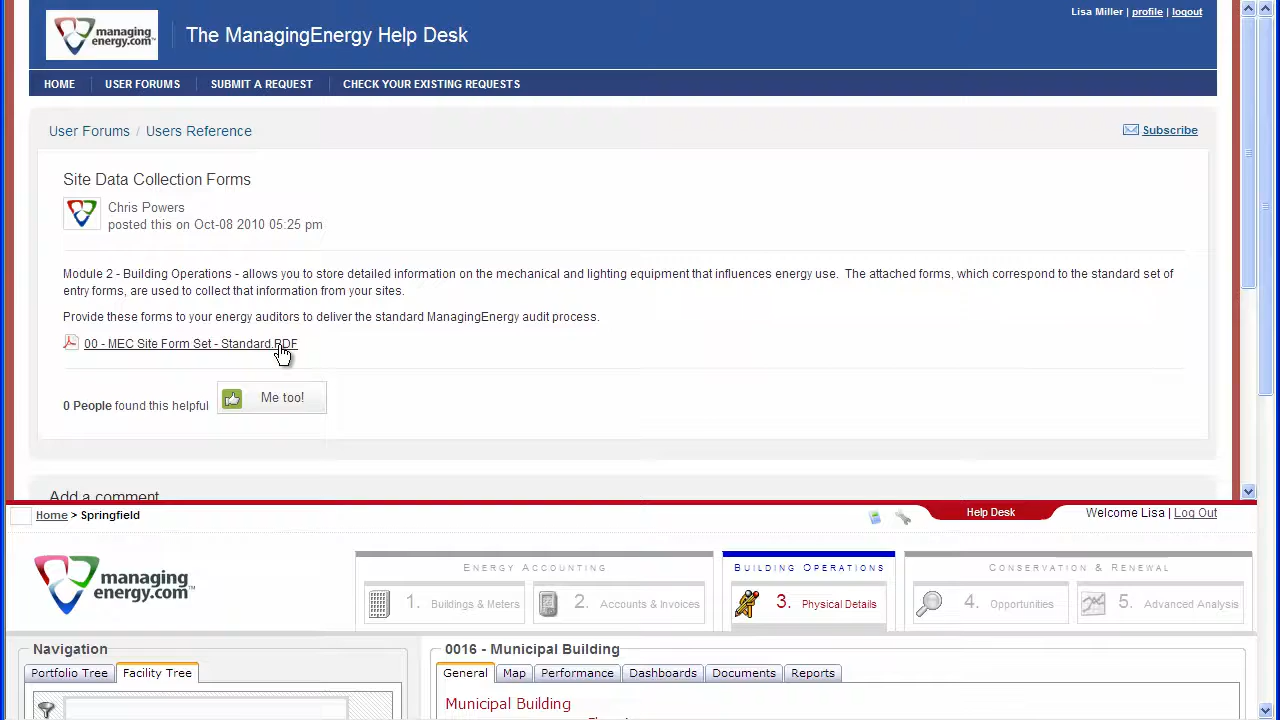 Lisa Miller | profile | logout
managing energy.com
The ManagingEnergy Help Desk
HOME USER FORUMS SUBMIT A REQUEST CHECK YOUR EXISTING REQUESTS
User Forums / Users Reference
Subscribe
Site Data Collection Forms
Chris Powers
posted this on Oct-08 2010 05:25 pm
Module 2 - Building Operations - allows you to store detailed information on the mechanical and lighting equipment that influences energy use. The attached forms, which correspond to the standard set of
entry forms, are used to collect that information from your sites.
Provide these forms to your energy auditors to deliver the standard ManagingEnergy audit process.
00 - MEC Site Form Set - Standard.PDF
0 People found this helpful
Me too!
Add a comment
Home > Springfield
Help Desk
Welcome Lisa | Log Out
managing
energy.com™
ENERGY ACCOUNTING
BUILDING OPERATIONS
CONSERVATION & RENEWAL
1. Buildings & Meters
2. Accounts & Invoices
3. Physical Details
4. Opportunities
5. Advanced Analysis
Navigation
Portfolio Tree Facility Tree
0016 - Municipal Building
General Map Performance Dashboards Documents Reports
Municipal Building